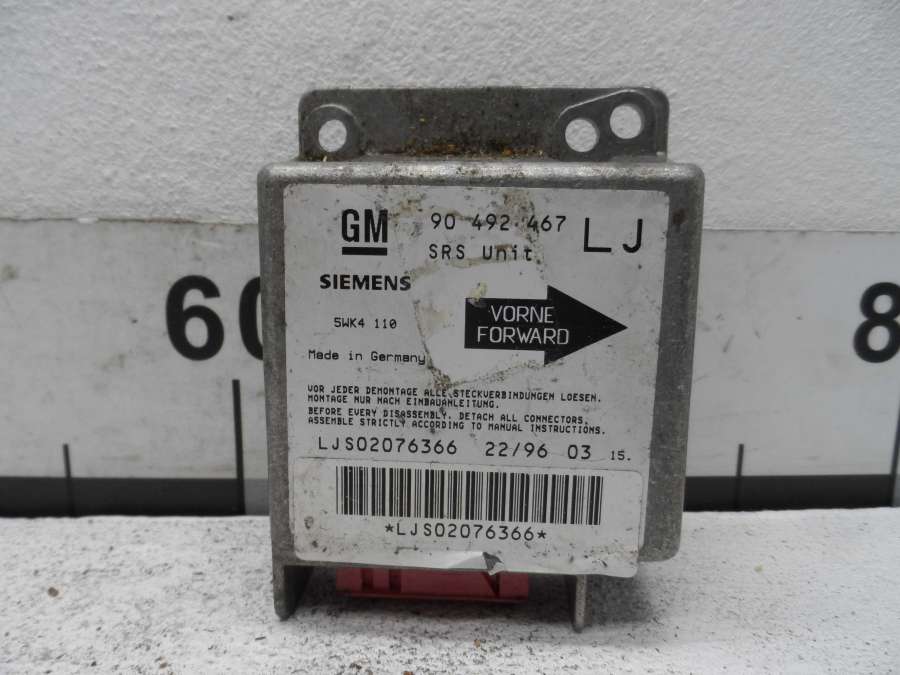 GM
90 492 467
LJ
SRS Unit
SIEMENS
VORNE
FORWARD
5WK4 110
Made in Germany
VOR JEDER DEMONTAGE ALLE STECKVERBINDUNGEN LOESEN.
MONTAGE NUR NACH EINBAUANLEITUNG.
BEFORE EVERY DISASSEMBLY, DETACH ALL CONNECTORS,
ASSEMBLE STRICTLY ACCORDING TO MANUAL INSTRUCTIONS.
LJS02076366 22/96 03 15.
*LJS02076366*
60
8